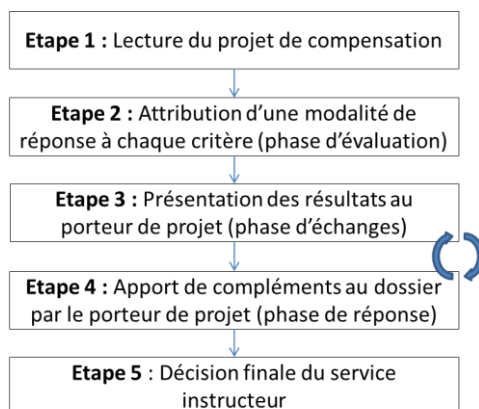 Etape 1 : Lecture du projet de compensation
Etape 2 : Attribution d'une modalité de
réponse à chaque critère (phase d'évaluation)
Etape 3 : Présentation des résultats au
porteur de projet (phase d'échanges)
Etape 4 : Apport de compléments au dossier
par le porteur de projet (phase de réponse)
Etape 5 : Décision finale du service
instructeur